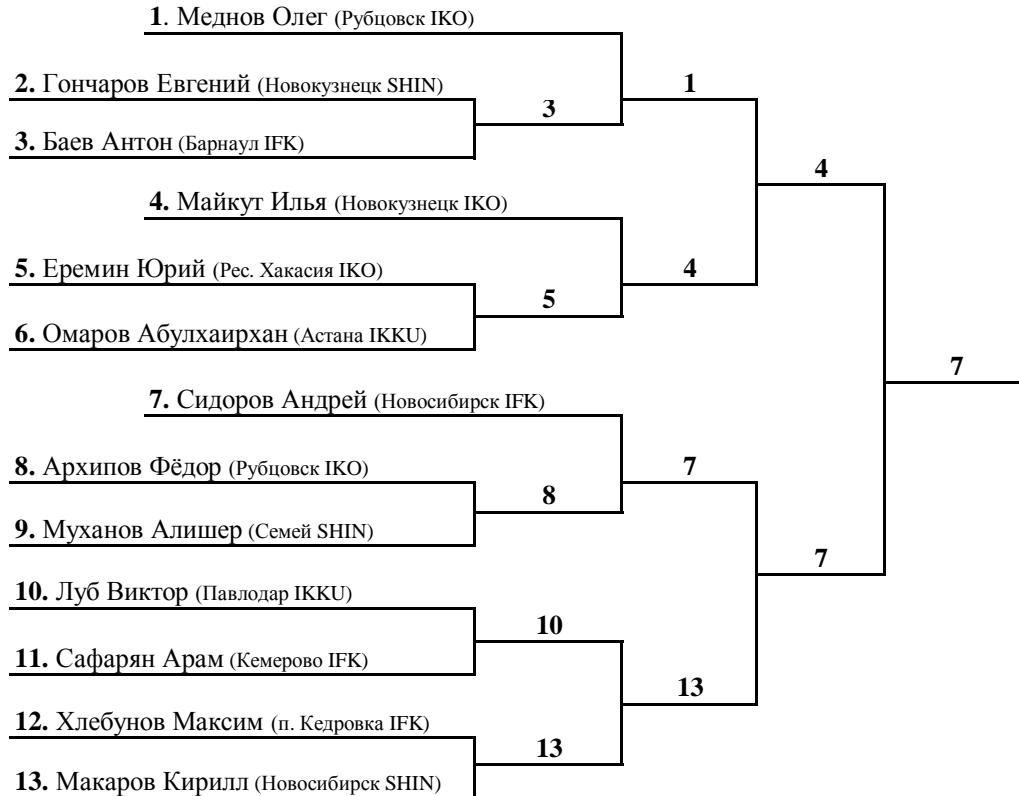 1. Меднов Олег (Рубцовск IKO)
2. Гончаров Евгений (Новокузнецк SHIN)
1
3
3. Баев Антон (Барнаул IFK)
4
4. Майкут Илья (Новокузнецк IKO)
5. Еремин Юрий (Рес. Хакасия IKO)
4
5
6. Омаров Абулхаирхан (Астана IKKU)
7
7. Сидоров Андрей (Новосибирск IFK)
8. Архипов Фёдор (Рубцовск IKO)
7
8
9. Муханов Алишер (Семей SHIN)
7
10. Луб Виктор (Павлодар IKKU)
10
11. Сафарян Арам (Кемерово IFK)
13
12. Хлебунов Максим (п. Кедровка IFK)
13
13. Макаров Кирилл (Новосибирск SHIN)